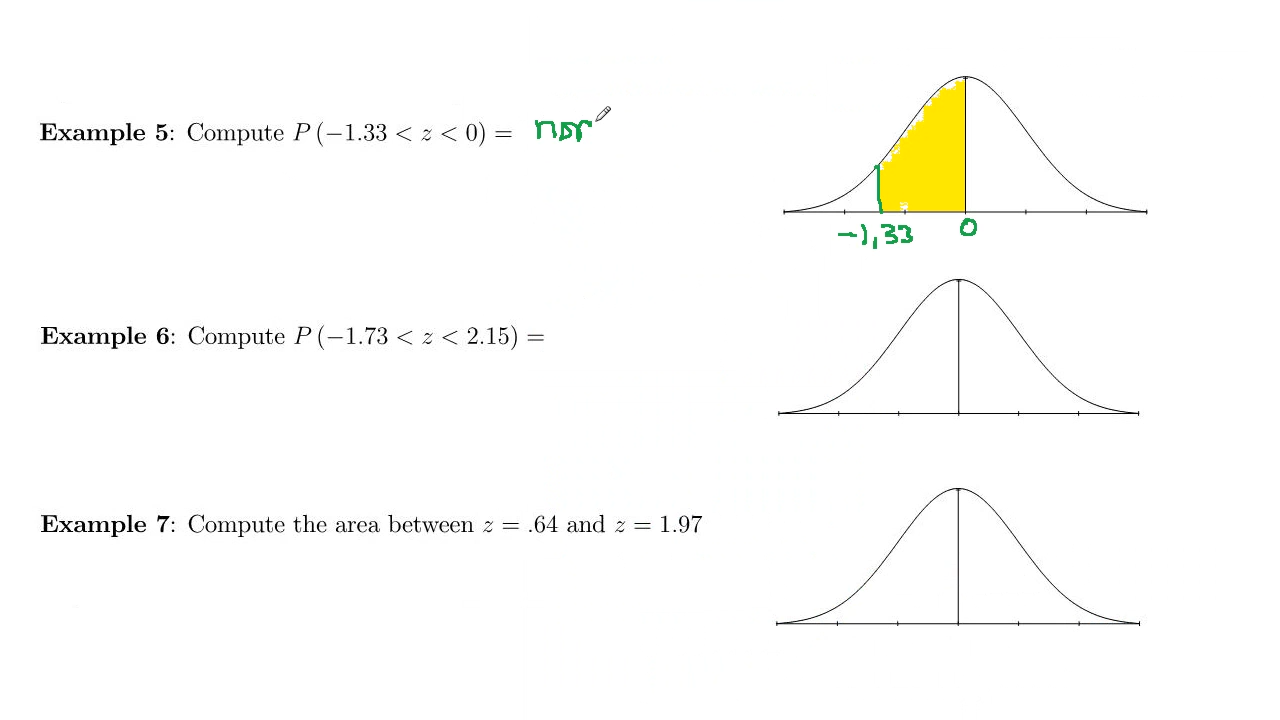 Example 5: Compute P (−1.33 < z < 0) = nor
−1,33 0
Example 6: Compute P (−1.73 < z < 2.15) =
Example 7: Compute the area between z = .64 and z = 1.97